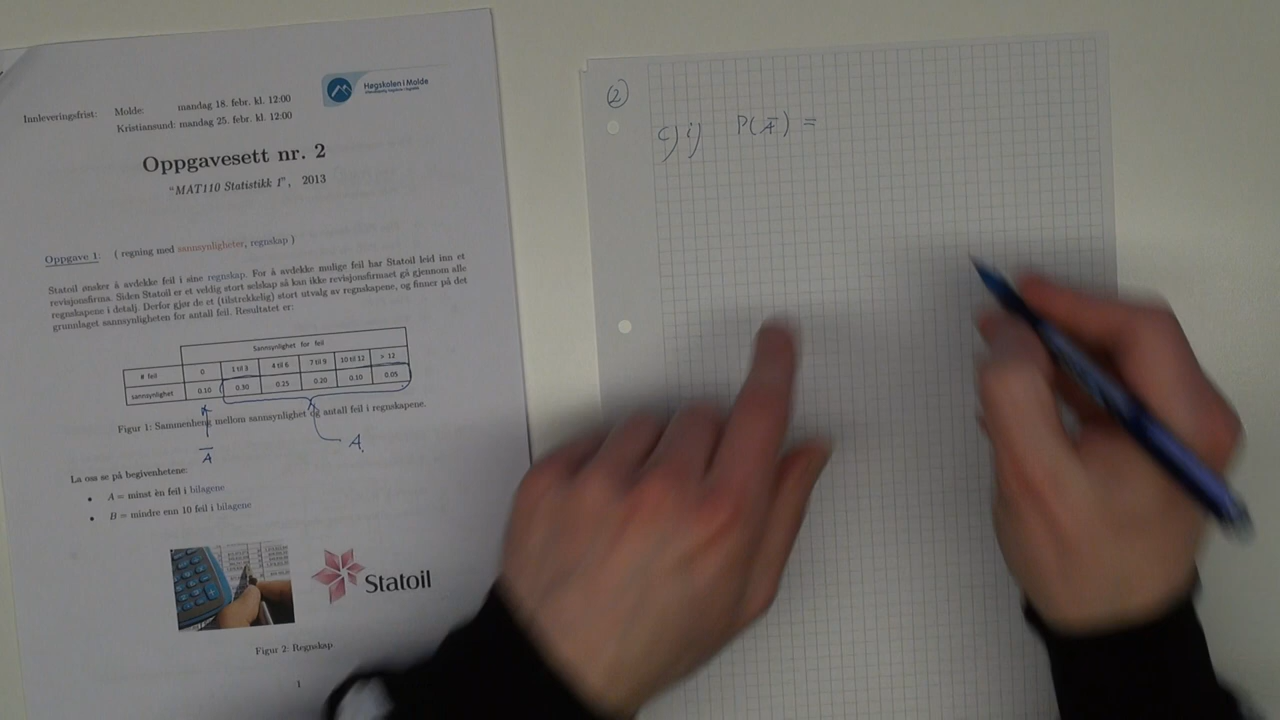 Innleveringsfrist: Molde: mandag 18. febr. kl. 12:00
Kristiansund: mandag 25. febr. kl. 12:00
Høgskolen i Molde
Oppgavesett nr. 2
"MAT110 Statistikk 1", 2013
Oppgave 1: ( regning med sannsynligheter, regnskap )
Statoil ønsker å avdekke feil i sine regnskap. For å avdekke mulige feil har Statoil leid inn et
revisjonsfirma. Siden Statoil er et veldig stort selskap så kan ikke revisjonsfirmaet gå gjennom alle
regnskapene i detalj. Derfor gjør de et (tilstrekkelig) stort utvalg av regnskapene, og finner på det
grunnlaget sannsynligheten for antall feil. Resultatet er:
Sannsynlighet for feil
# feil 0 1 til 3 4 til 6 7 til 9 10 til 12 > 12
sannsynlighet 0.10 0.30 0.25 0.20 0.10 0.05
Figur 1: Sammenheng mellom sannsynlighet og antall feil i regnskapene.
A̅ A
La oss se på begivenhetene:
• A = minst èn feil i bilagene
• B = mindre enn 10 feil i bilagene
Statoil
Figur 2: Regnskap.
1
2
c) i) P(A̅) =